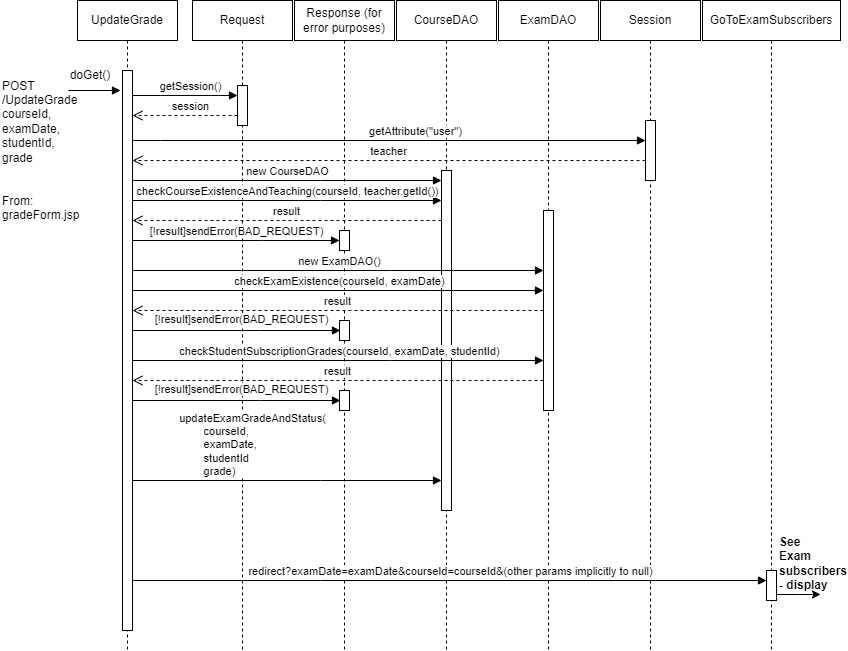 UpdateGrade
Request
Response (for
error purposes)
CourseDAO
ExamDAO
Session
GoToExamSubscribers
doGet()
POST
/UpdateGrade
courseId,
examDate,
studentId,
grade
From:
gradeForm.jsp
getSession()
session
getAttribute("user")
teacher
new CourseDAO
checkCourseExistenceAndTeaching(courseId, teacher.getId())
result
[!result]sendError(BAD_REQUEST)
new ExamDAO()
checkExamExistence(courseId, examDate)
result
[!result]sendError(BAD_REQUEST)
checkStudentSubscriptionGrades(courseId, examDate, studentId)
result
[!result]sendError(BAD_REQUEST)
updateExamGradeAndStatus(
courseId,
examDate,
studentId
grade)
redirect?examDate=examDate&courseId=courseId&(other params implicitly to null)
See
Exam
subscribers
- display